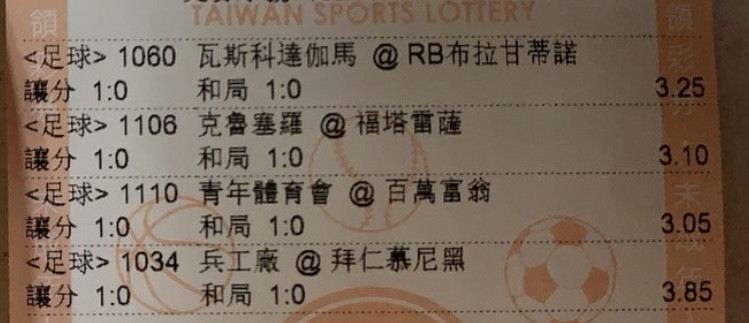 TAIWAN SPORTS LOTTERY
<足球> 1060 瓦斯科達伽馬 @ RB布拉甘蒂諾
讓分 1:0 和局 1:0 3.25
<足球> 1106 克魯塞羅 @ 福塔雷薩
讓分 1:0 和局 1:0 3.10
<足球> 1110 青年體育會 @ 百萬富翁
讓分 1:0 和局 1:0 3.05
<足球> 1034 兵工廠 @ 拜仁慕尼黑
讓分 1:0 和局 1:0 3.85